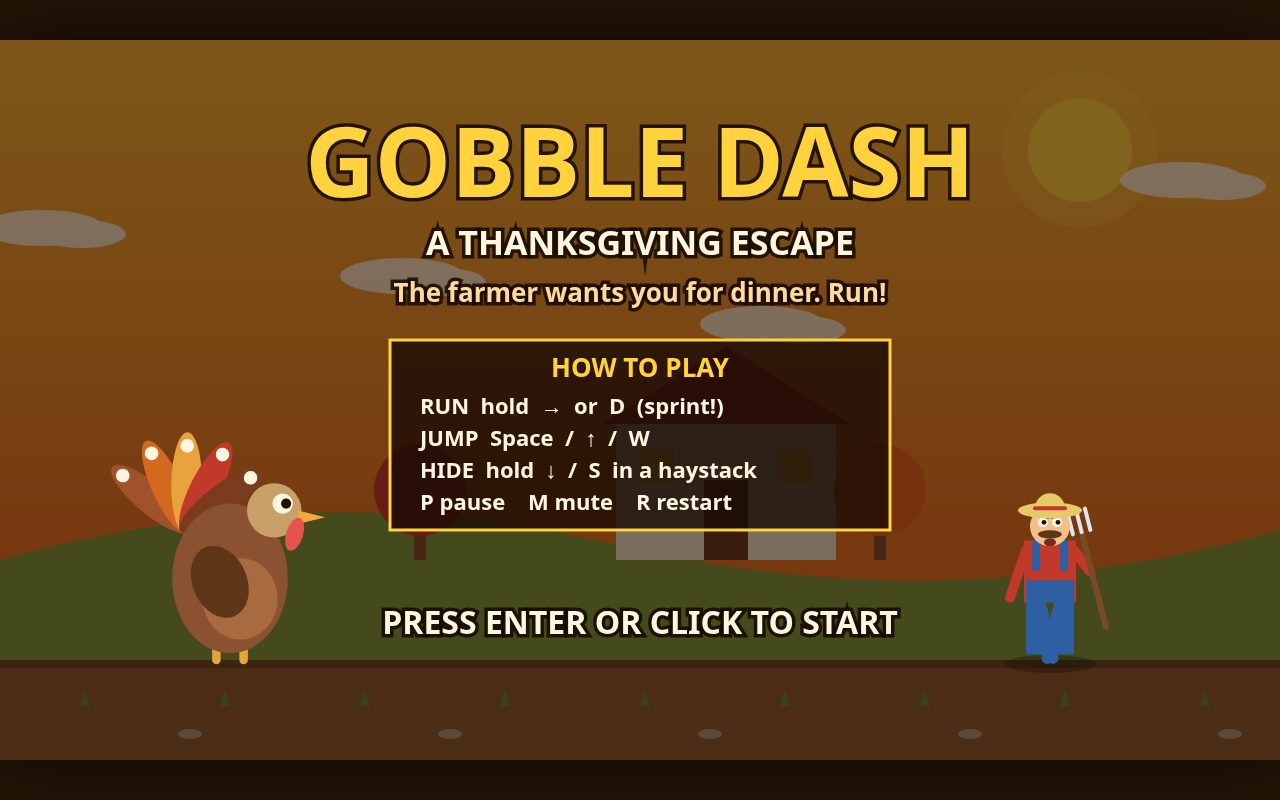 GOBBLE DASH
A THANKSGIVING ESCAPE
The farmer wants you for dinner. Run!
HOW TO PLAY
RUN hold → or D (sprint!)
JUMP Space / ↑ / W
HIDE hold ↓ / S in a haystack
P pause M mute R restart
PRESS ENTER OR CLICK TO START